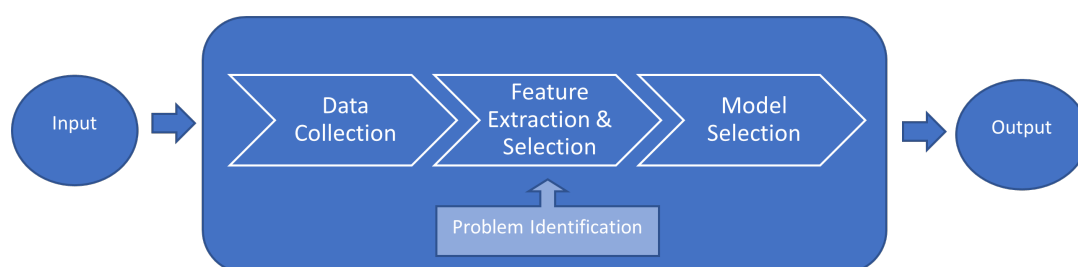 Input
Data
Collection
Feature
Extraction &
Selection
Model
Selection
Output
Problem Identification